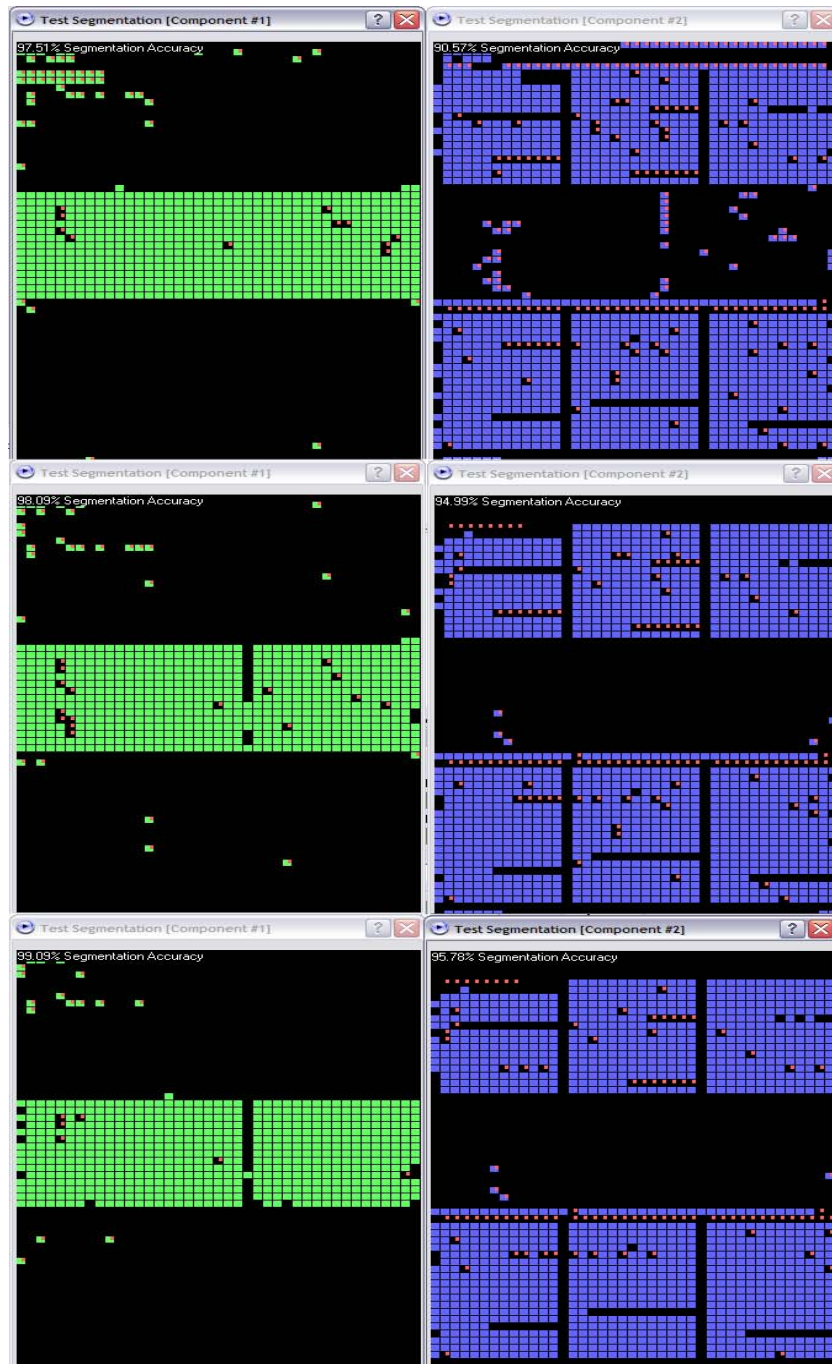 Test Segmentation [Component #1]
97.51% Segmentation Accuracy
Test Segmentation [Component #2]
90.57% Segmentation Accuracy
Test Segmentation [Component #1]
98.09% Segmentation Accuracy
Test Segmentation [Component #2]
94.99% Segmentation Accuracy
Test Segmentation [Component #1]
99.09% Segmentation Accuracy
Test Segmentation [Component #2]
95.78% Segmentation Accuracy